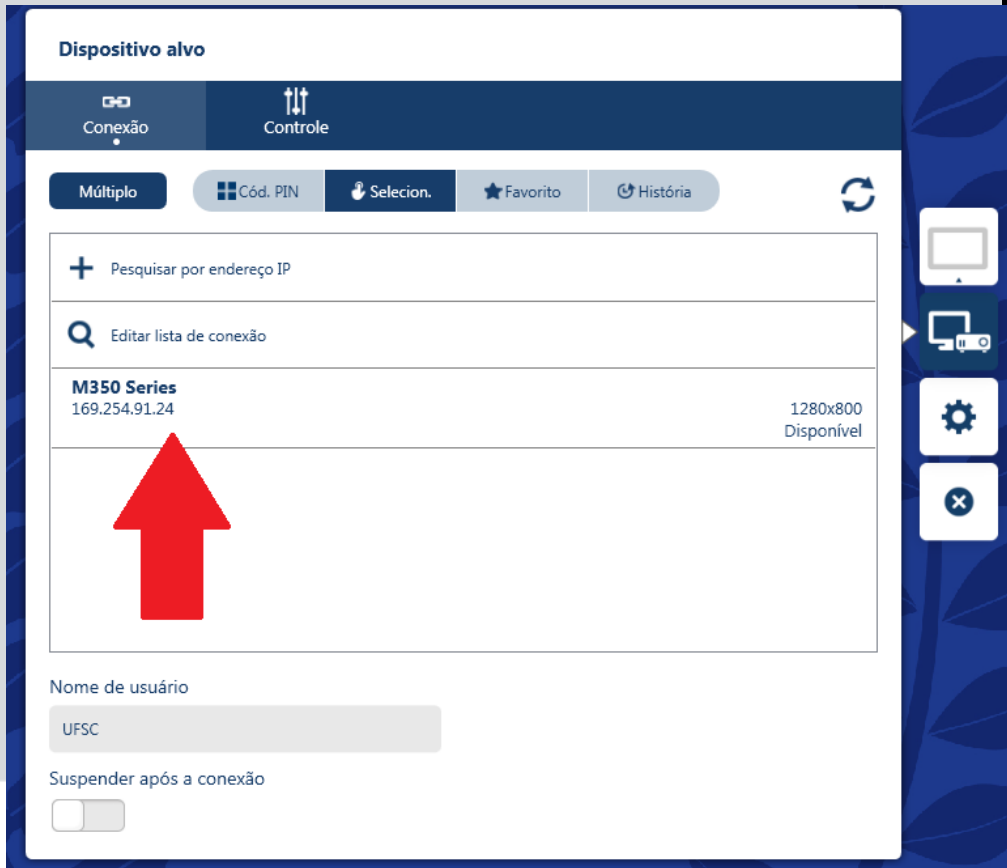 Dispositivo alvo
Conexão
Controle
Múltiplo
Cód. PIN
Selecion.
Favorito
História
Pesquisar por endereço IP
Editar lista de conexão
M350 Series
169.254.91.24
1280x800
Disponível
Nome de usuário
UFSC
Suspender após a conexão